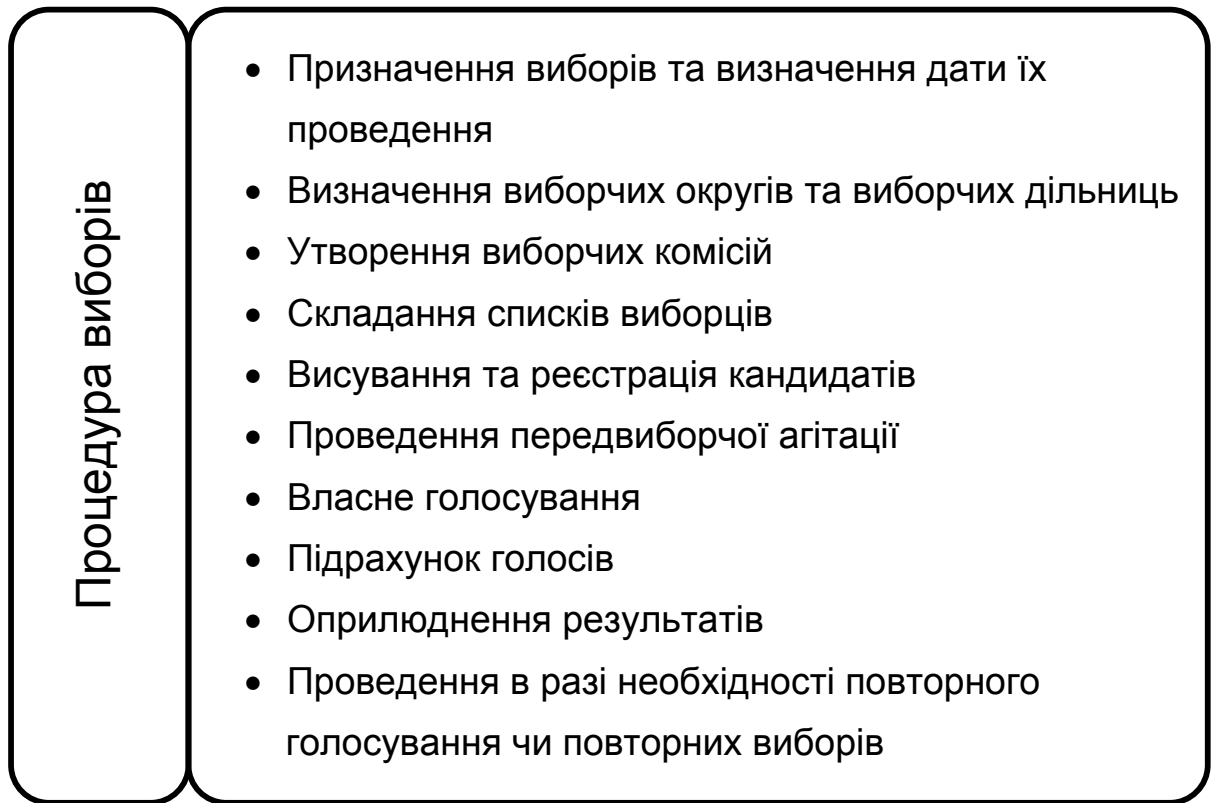 Процедура виборів
• Призначення виборів та визначення дати їх
проведення
• Визначення виборчих округів та виборчих дільниць
• Утворення виборчих комісій
• Складання списків виборців
• Висування та реєстрація кандидатів
• Проведення передвиборчої агітації
• Власне голосування
• Підрахунок голосів
• Оприлюднення результатів
• Проведення в разі необхідності повторного
голосування чи повторних виборів